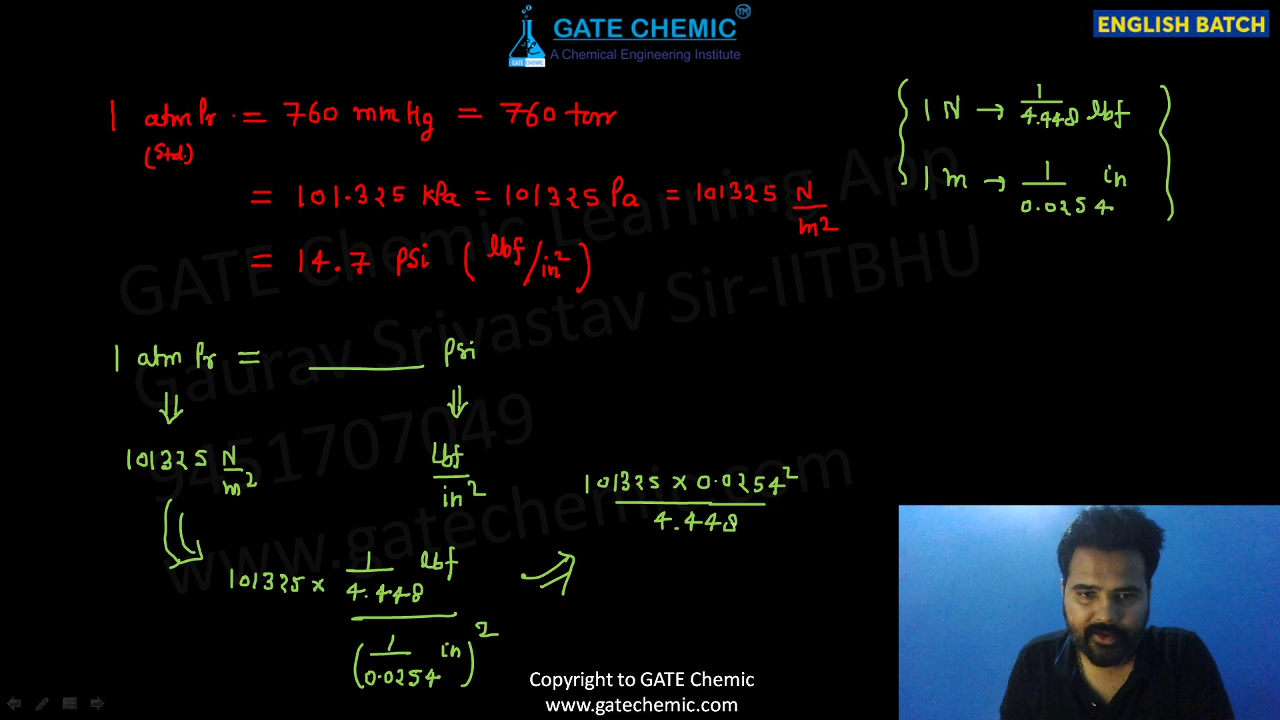 GATE CHEMIC™
A Chemical Engineering Institute
GATE CHEMIC
ENGLISH BATCH
1 atm Pr. = 760 mm Hg = 760 torr
(Std.)
= 101.325 kPa = 101325 Pa = 101325 N/m²
= 14.7 psi (lbf/in²)
{ 1 N → 1/4.448 lbf
1 m → 1/0.0254 in }
1 atm Pr = ______ psi
⇓ ⇓
101325 N/m² lbf/in²
101325 × 1/4.448 lbf / (1/0.0254 in)²
⇒ 101325 × 0.0254² / 4.448
GATE Chemic Learning App
Gaurav Srivastav Sir-IITBHU
9451707049
www.gatechemic.com
Copyright to GATE Chemic
www.gatechemic.com